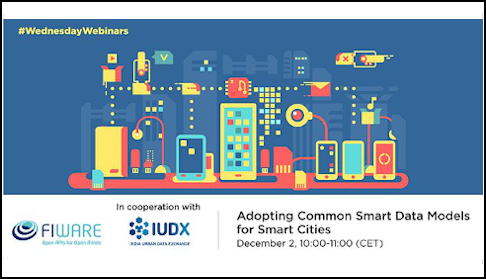 #WednesdayWebinars
In cooperation with
FIWARE
Open APIs for Open Minds
IUDX
INDIA URBAN DATA EXCHANGE
Adopting Common Smart Data Models
for Smart Cities
December 2, 10:00-11:00 (CET)